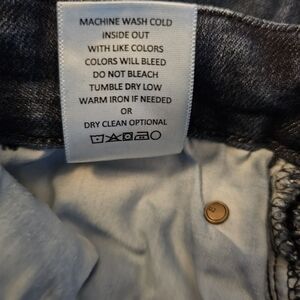 MACHINE WASH COLD
INSIDE OUT
WITH LIKE COLORS
COLORS WILL BLEED
DO NOT BLEACH
TUMBLE DRY LOW
WARM IRON IF NEEDED
OR
DRY CLEAN OPTIONAL